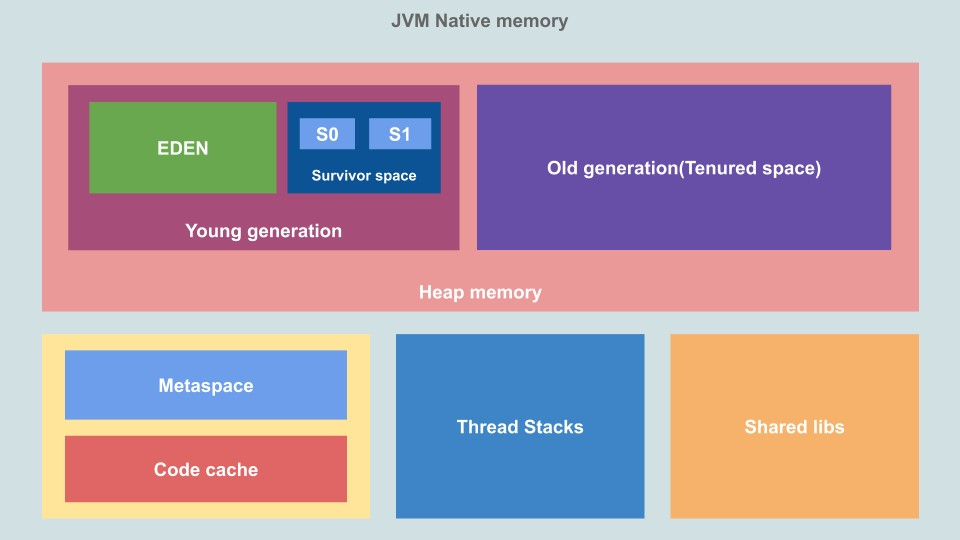 JVM Native memory
EDEN
S0
S1
Survivor space
Young generation
Old generation(Tenured space)
Heap memory
Metaspace
Code cache
Thread Stacks
Shared libs